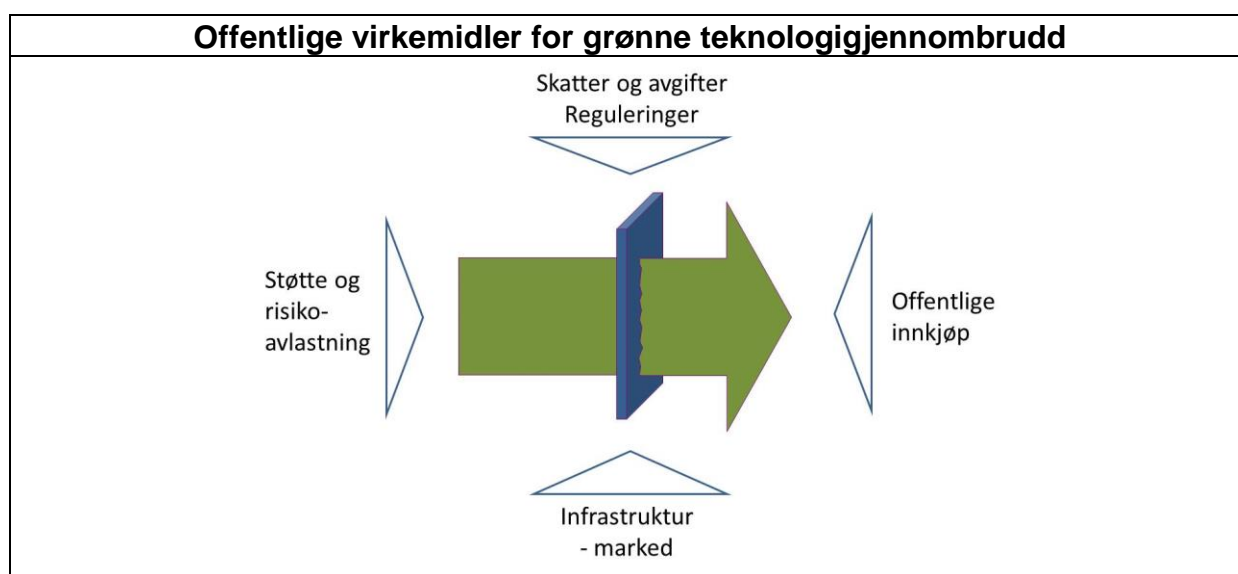 Offentlige virkemidler for grønne teknologigjennombrudd
Skatter og avgifter
Reguleringer
Støtte og
risiko-
avlastning
Offentlige
innkjøp
Infrastruktur
- marked